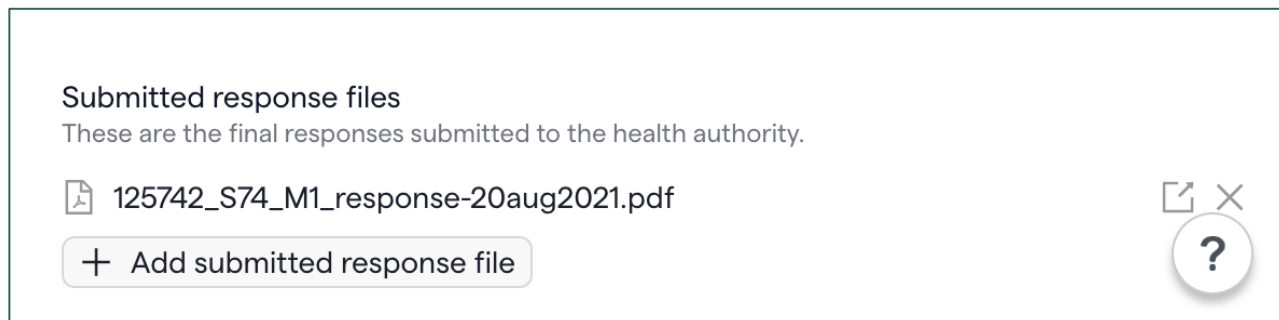 Submitted response files
These are the final responses submitted to the health authority.
125742_S74_M1_response-20aug2021.pdf
+ Add submitted response file
?